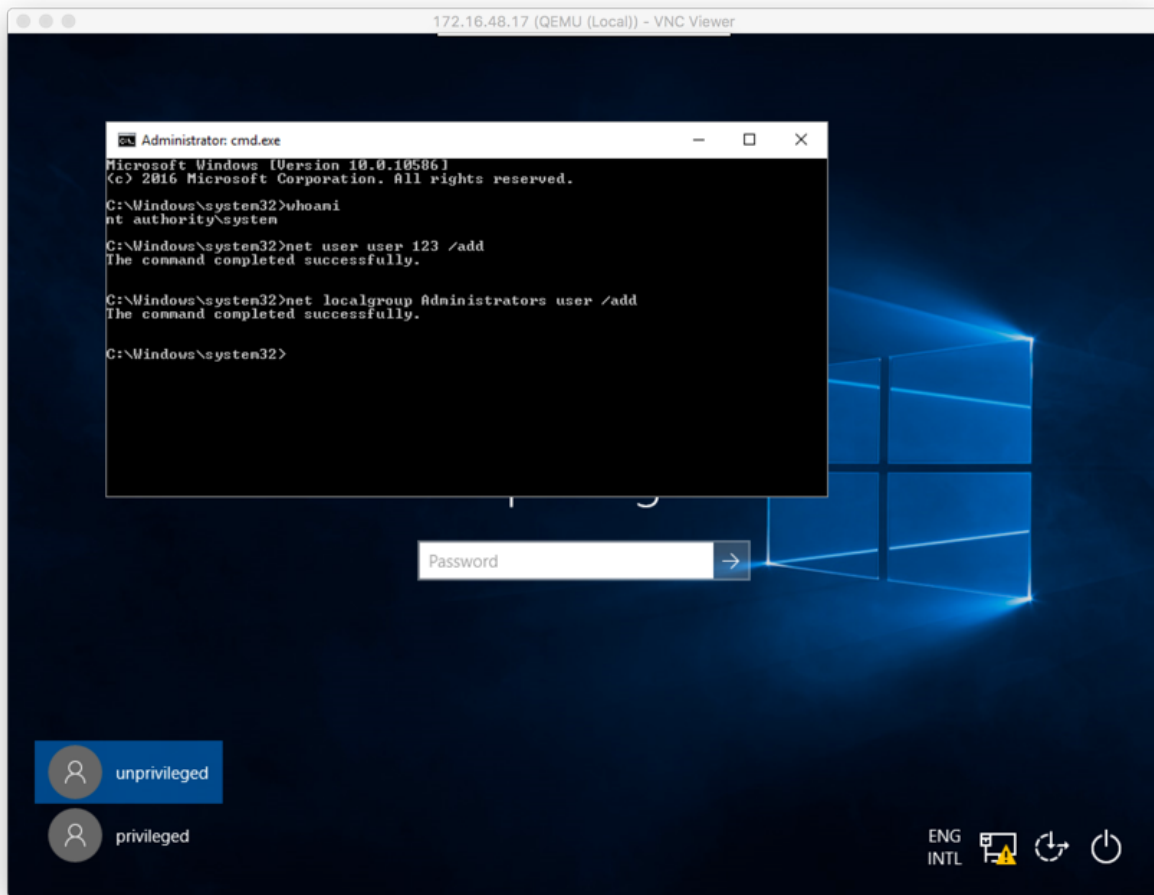 172.16.48.17 (QEMU (Local)) - VNC Viewer
Administrator: cmd.exe
Microsoft Windows [Version 10.0.10586]
(c) 2016 Microsoft Corporation. All rights reserved.
C:\Windows\system32>whoami
nt authority\system
C:\Windows\system32>net user user 123 /add
The command completed successfully.
C:\Windows\system32>net localgroup Administrators user /add
The command completed successfully.
C:\Windows\system32>
Password
unprivileged
privileged
ENG
INTL